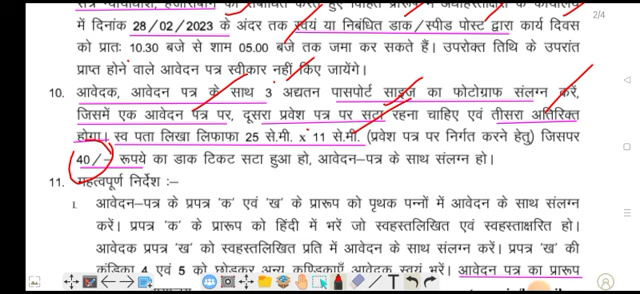 2/4
में दिनांक 28/02/2023 के अंदर तक स्वयं या निबंधित डाक/स्पीड पोस्ट द्वारा कार्य दिवस
को प्रातः 10.30 बजे से शाम 05.00 बजे तक जमा कर सकते हैं। उपरोक्त तिथि के उपरांत
प्राप्त होने वाले आवेदन पत्र स्वीकार नहीं किए जायेंगे।
10. आवेदक, आवेदन पत्र के साथ 3 अद्यतन पासपोर्ट साइज का फोटोग्राफ संलग्न करें,
जिसमें एक आवेदन पत्र पर, दूसरा प्रवेश पत्र पर सटा रहना चाहिए एवं तीसरा अतिरिक्त
होगा। स्व पता लिखा लिफाफा 25 से.मी. x 11 से.मी. (प्रवेश पत्र पर निर्गत करने हेतु) जिसपर
40/- रूपये का डाक टिकट सटा हुआ हो, आवेदन-पत्र के साथ संलग्न हो।
11. महत्वपूर्ण निर्देश :-
I. आवेदन-पत्र के प्रपत्र 'क' एवं 'ख' के प्रारूप को पृथक पन्नों में आवेदन के साथ संलग्न
करें। प्रपत्र 'क' के प्रारूप को हिंदी में भरें जो स्वहस्तलिखित एवं स्वहस्ताक्षरित हो।
आवेदक प्रपत्र 'ख' को स्वहस्तलिखित प्रति में आवेदन के साथ संलग्न करें। प्रपत्र 'ख' की
कंडिका 4 एवं 5 को छोड़कर अन्य कण्डिकाएँ आवेदक स्वयं भरें। आवेदन पत्र का प्रारूप